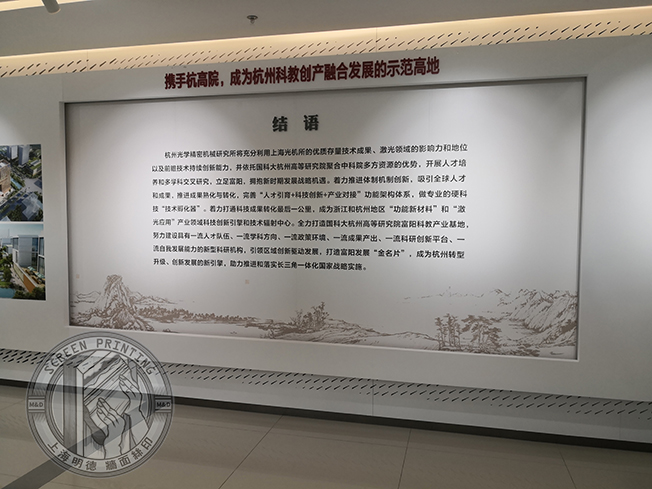 携手杭高院，成为杭州科教创产融合发展的示范高地
结 语
杭州光学精密机械研究所将充分利用上海光机所的优质存量技术成果、激光领域的影响力和地位
以及前瞻技术持续创新能力，并依托国科大杭州高等研究院聚合中科院多方资源的优势，开展人才培
养和多学科交叉研究，立足富阳、拥抱新时期发展战略机遇，着力推进体制机制创新，吸引全球人才
和成果，推进成果熟化与转化，完善“人才引育+科技创新+产业对接”功能架构体系，做专业的硬科
技“技术孵化器”。着力打通科技成果转化最后一公里，成为浙江和杭州地区“功能新材料”和“激
光应用”产业领域科技创新引擎和技术辐射中心，全力打造国科大杭州高等研究院富阳科教产业基地，
努力建设具有一流人才队伍、一流学科方向、一流政策环境、一流成果产出、一流科研创新平台、一
流自我发展能力的新型科研机构，引领区域创新驱动发展，打造富阳发展“金名片”，成为杭州转型
升级、创新发展的新引擎，助力推进和落实长三角一体化国家战略实施。
SCREEN PRINTING
M&D
M&D
上海明德 墙面丝印